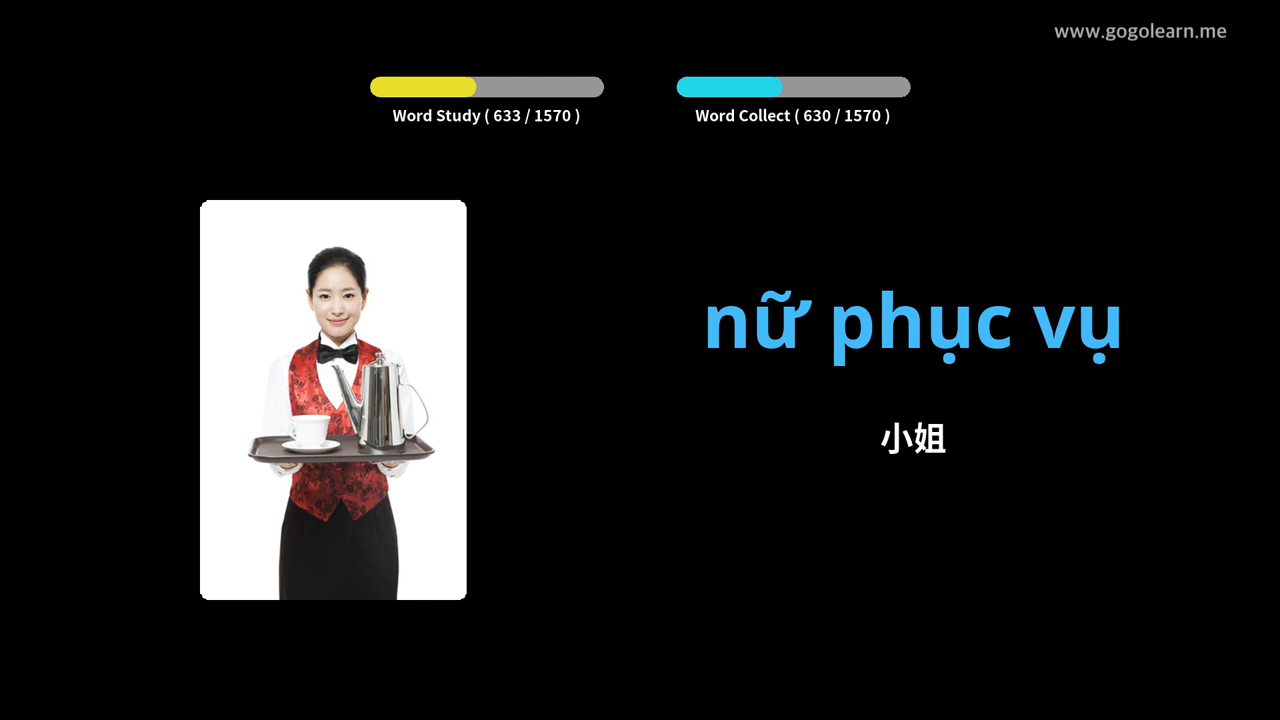 www.gogolearn.me
Word Study ( 633 / 1570 )
Word Collect ( 630 / 1570 )
nữ phục vụ
小姐